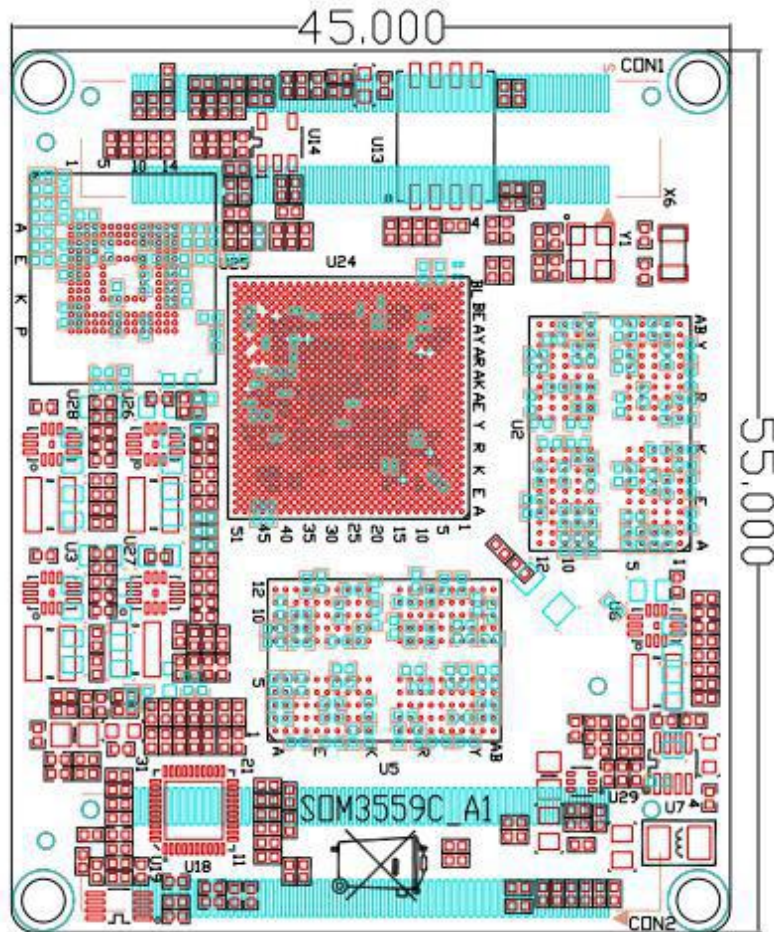 45,000
CON1
S
U14
U13
1
5
10
14
X6
4
Y1
A
E
K
P
U25
U24
BL
BE
AY
AR
AK
AE
Y
R
K
E
A
AB
Y
R
K
E
A
U2
55,000
U28
U26
51
45
40
35
30
25
20
15
10
5
1
12
10
5
1
U3
U27
12
10
5
A
E
K
R
Y
AB
U5
U6
1
31
21
11
U18
U19
SOM3559C_A1
U29
U7
4
CON2